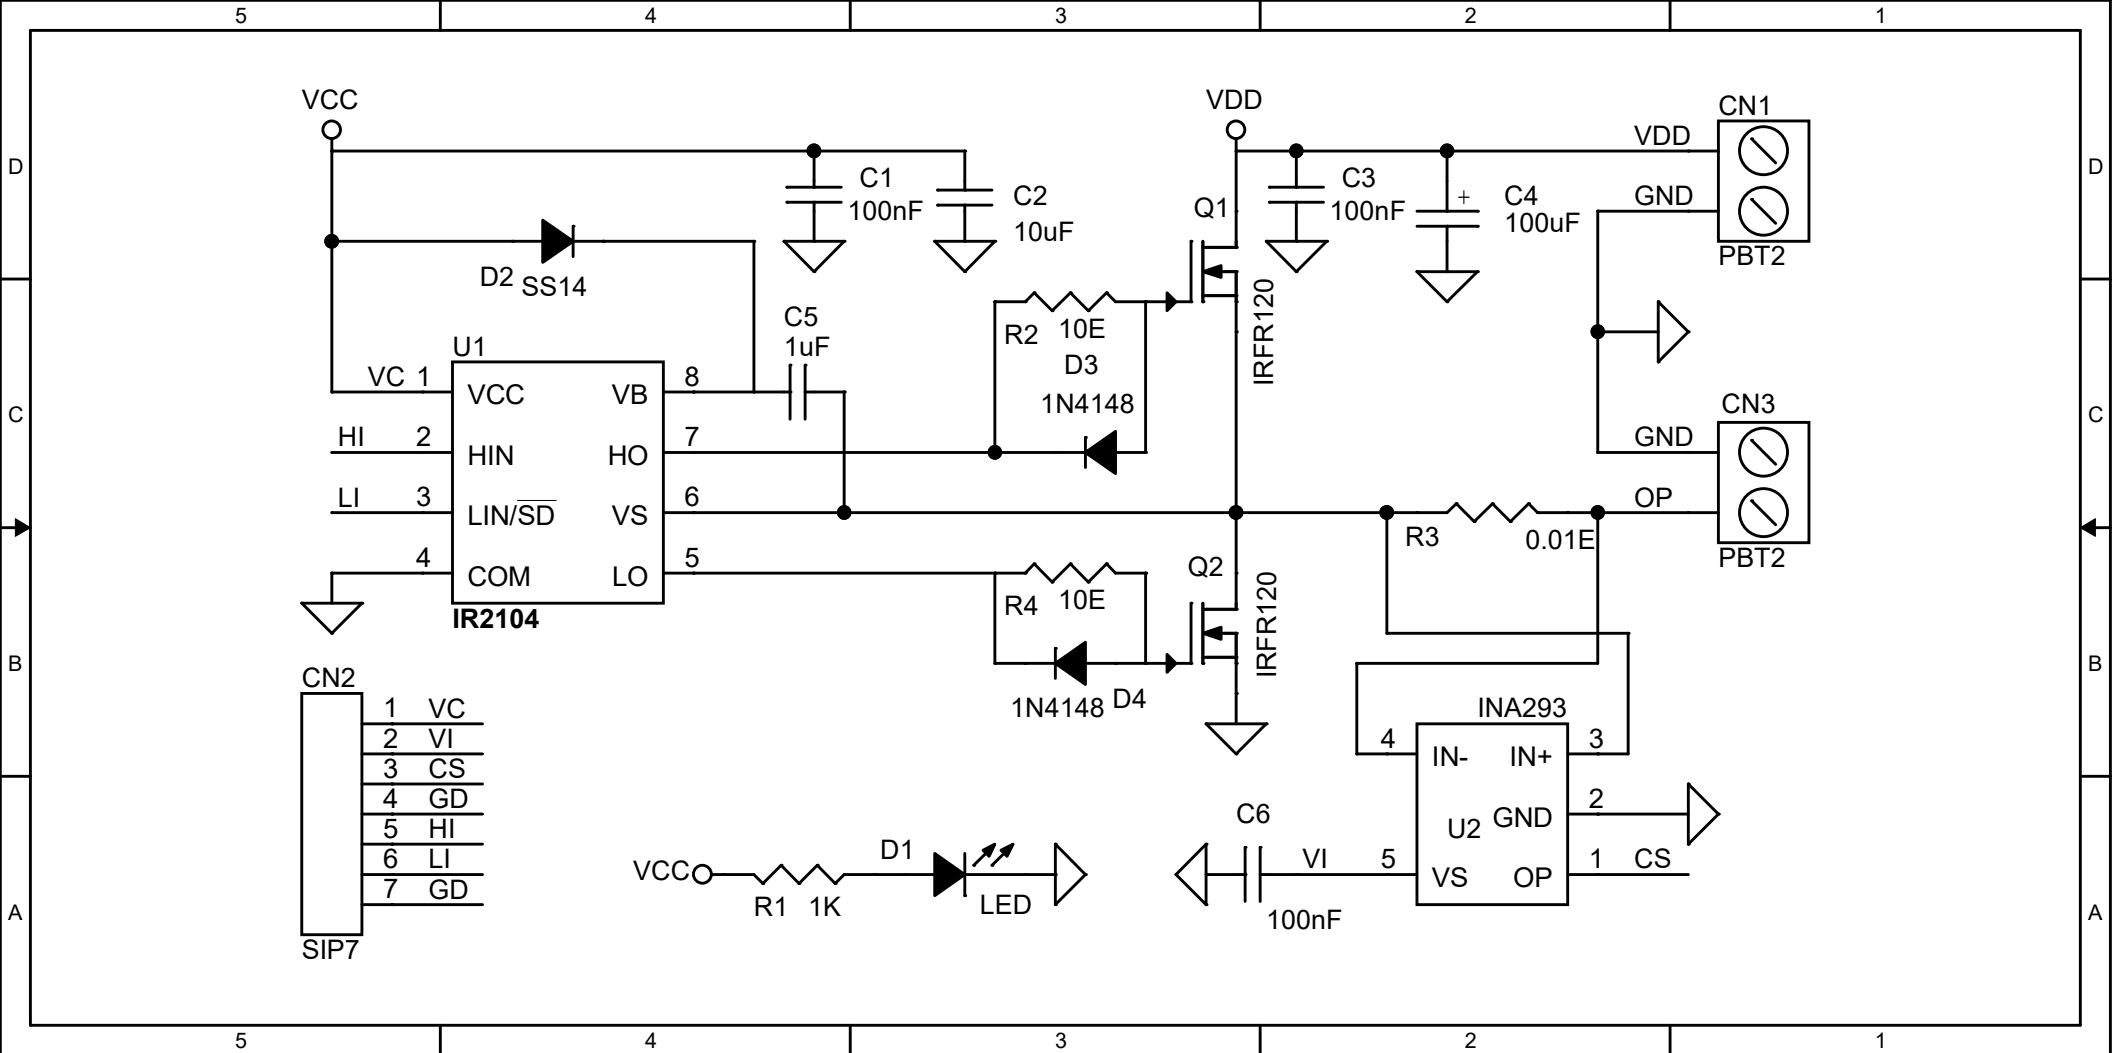 5 4 3 2 1
D
D
C
C
B
B
A
A
VCC
VDD
CN1
VDD
GND
PBT2
C1
100nF
C2
10uF
C3
100nF
+
C4
100uF
Q1
IRFR120
D2 SS14
C5
1uF
R2 10E
D3
1N4148
U1
VC 1 VCC
HI 2 HIN
LI 3 LIN/SD
4 COM
VB 8
HO 7
VS 6
LO 5
IR2104
CN3
GND
OP
PBT2
R3 0.01E
Q2
IRFR120
R4 10E
1N4148 D4
CN2
1 VC
2 VI
3 CS
4 GD
5 HI
6 LI
7 GD
SIP7
VCC
R1 1K
D1
LED
INA293
4 IN- IN+ 3
U2 GND 2
VI 5 VS OP 1 CS
C6
100nF
5 4 3 2 1